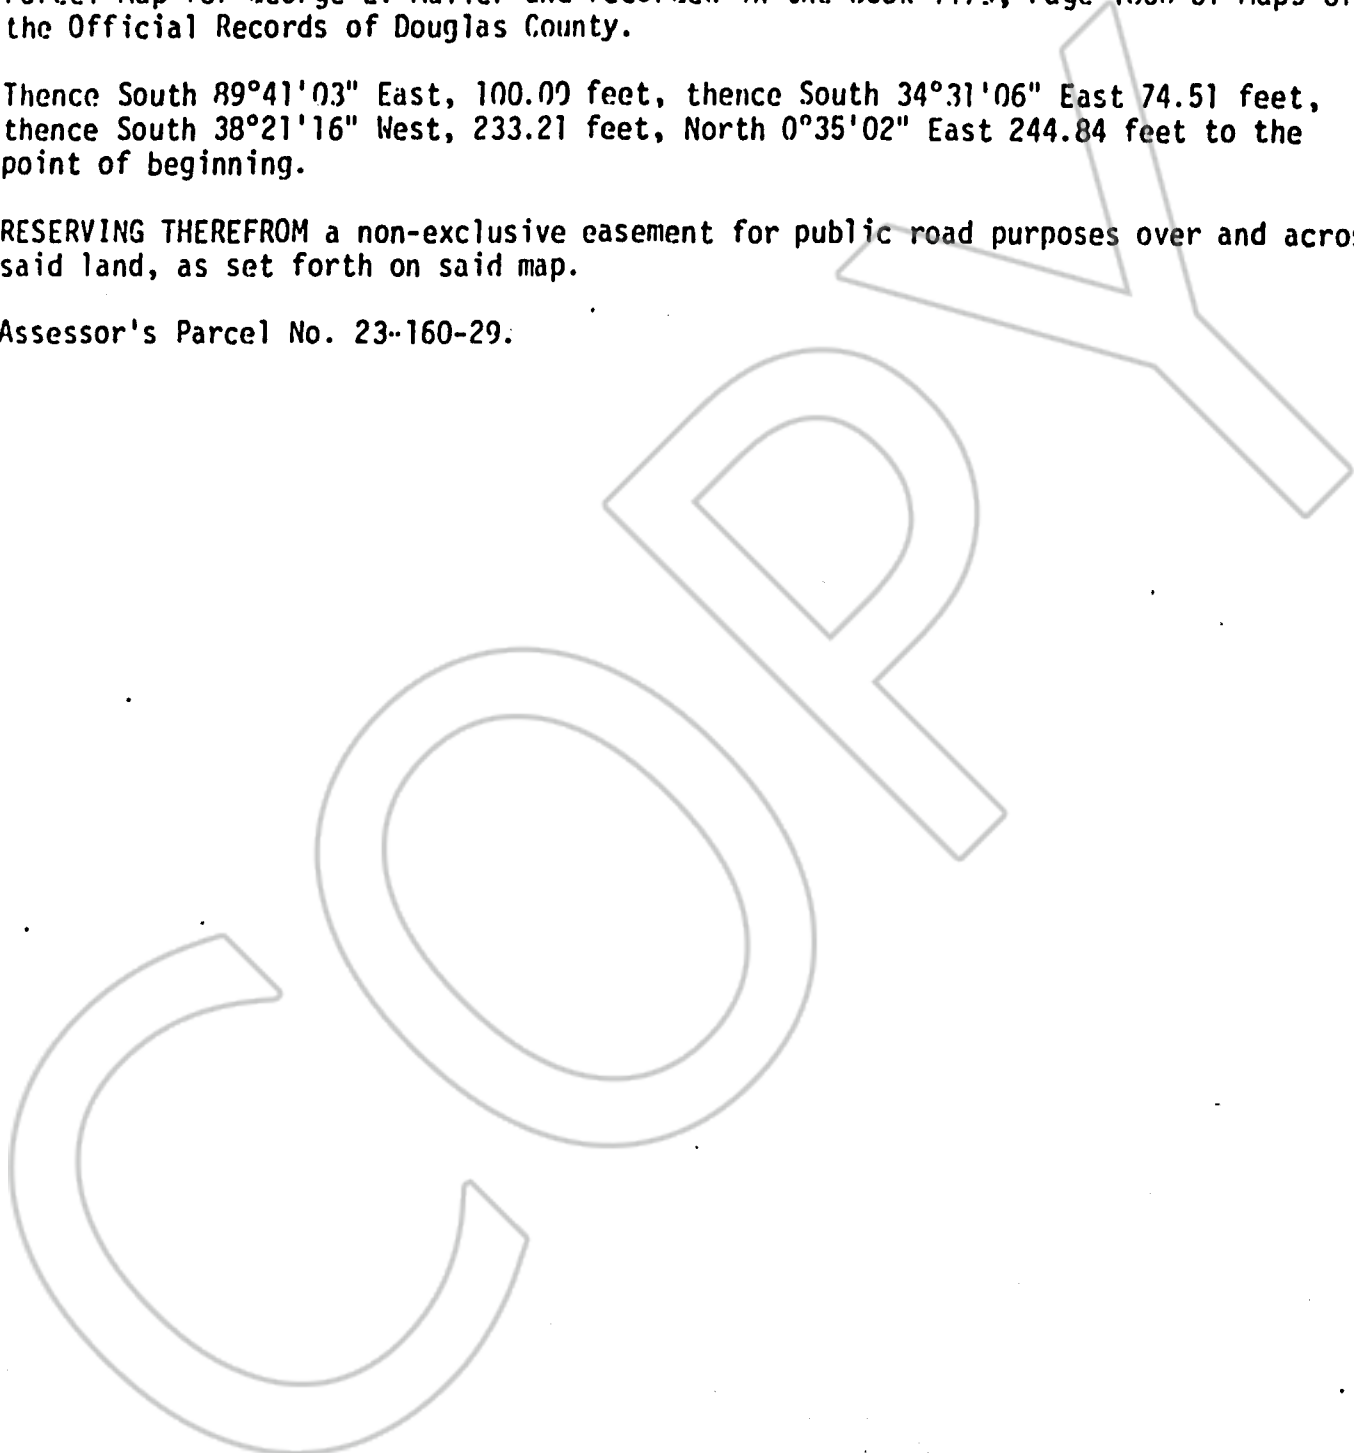 the Official Records of Douglas County.
Thence South 89°41'03" East, 100.00 feet, thence South 34°31'06" East 74.51 feet,
thence South 38°21'16" West, 233.21 feet, North 0°35'02" East 244.84 feet to the
point of beginning.
RESERVING THEREFROM a non-exclusive easement for public road purposes over and acros
said land, as set forth on said map.
Assessor's Parcel No. 23-160-29.
COPY